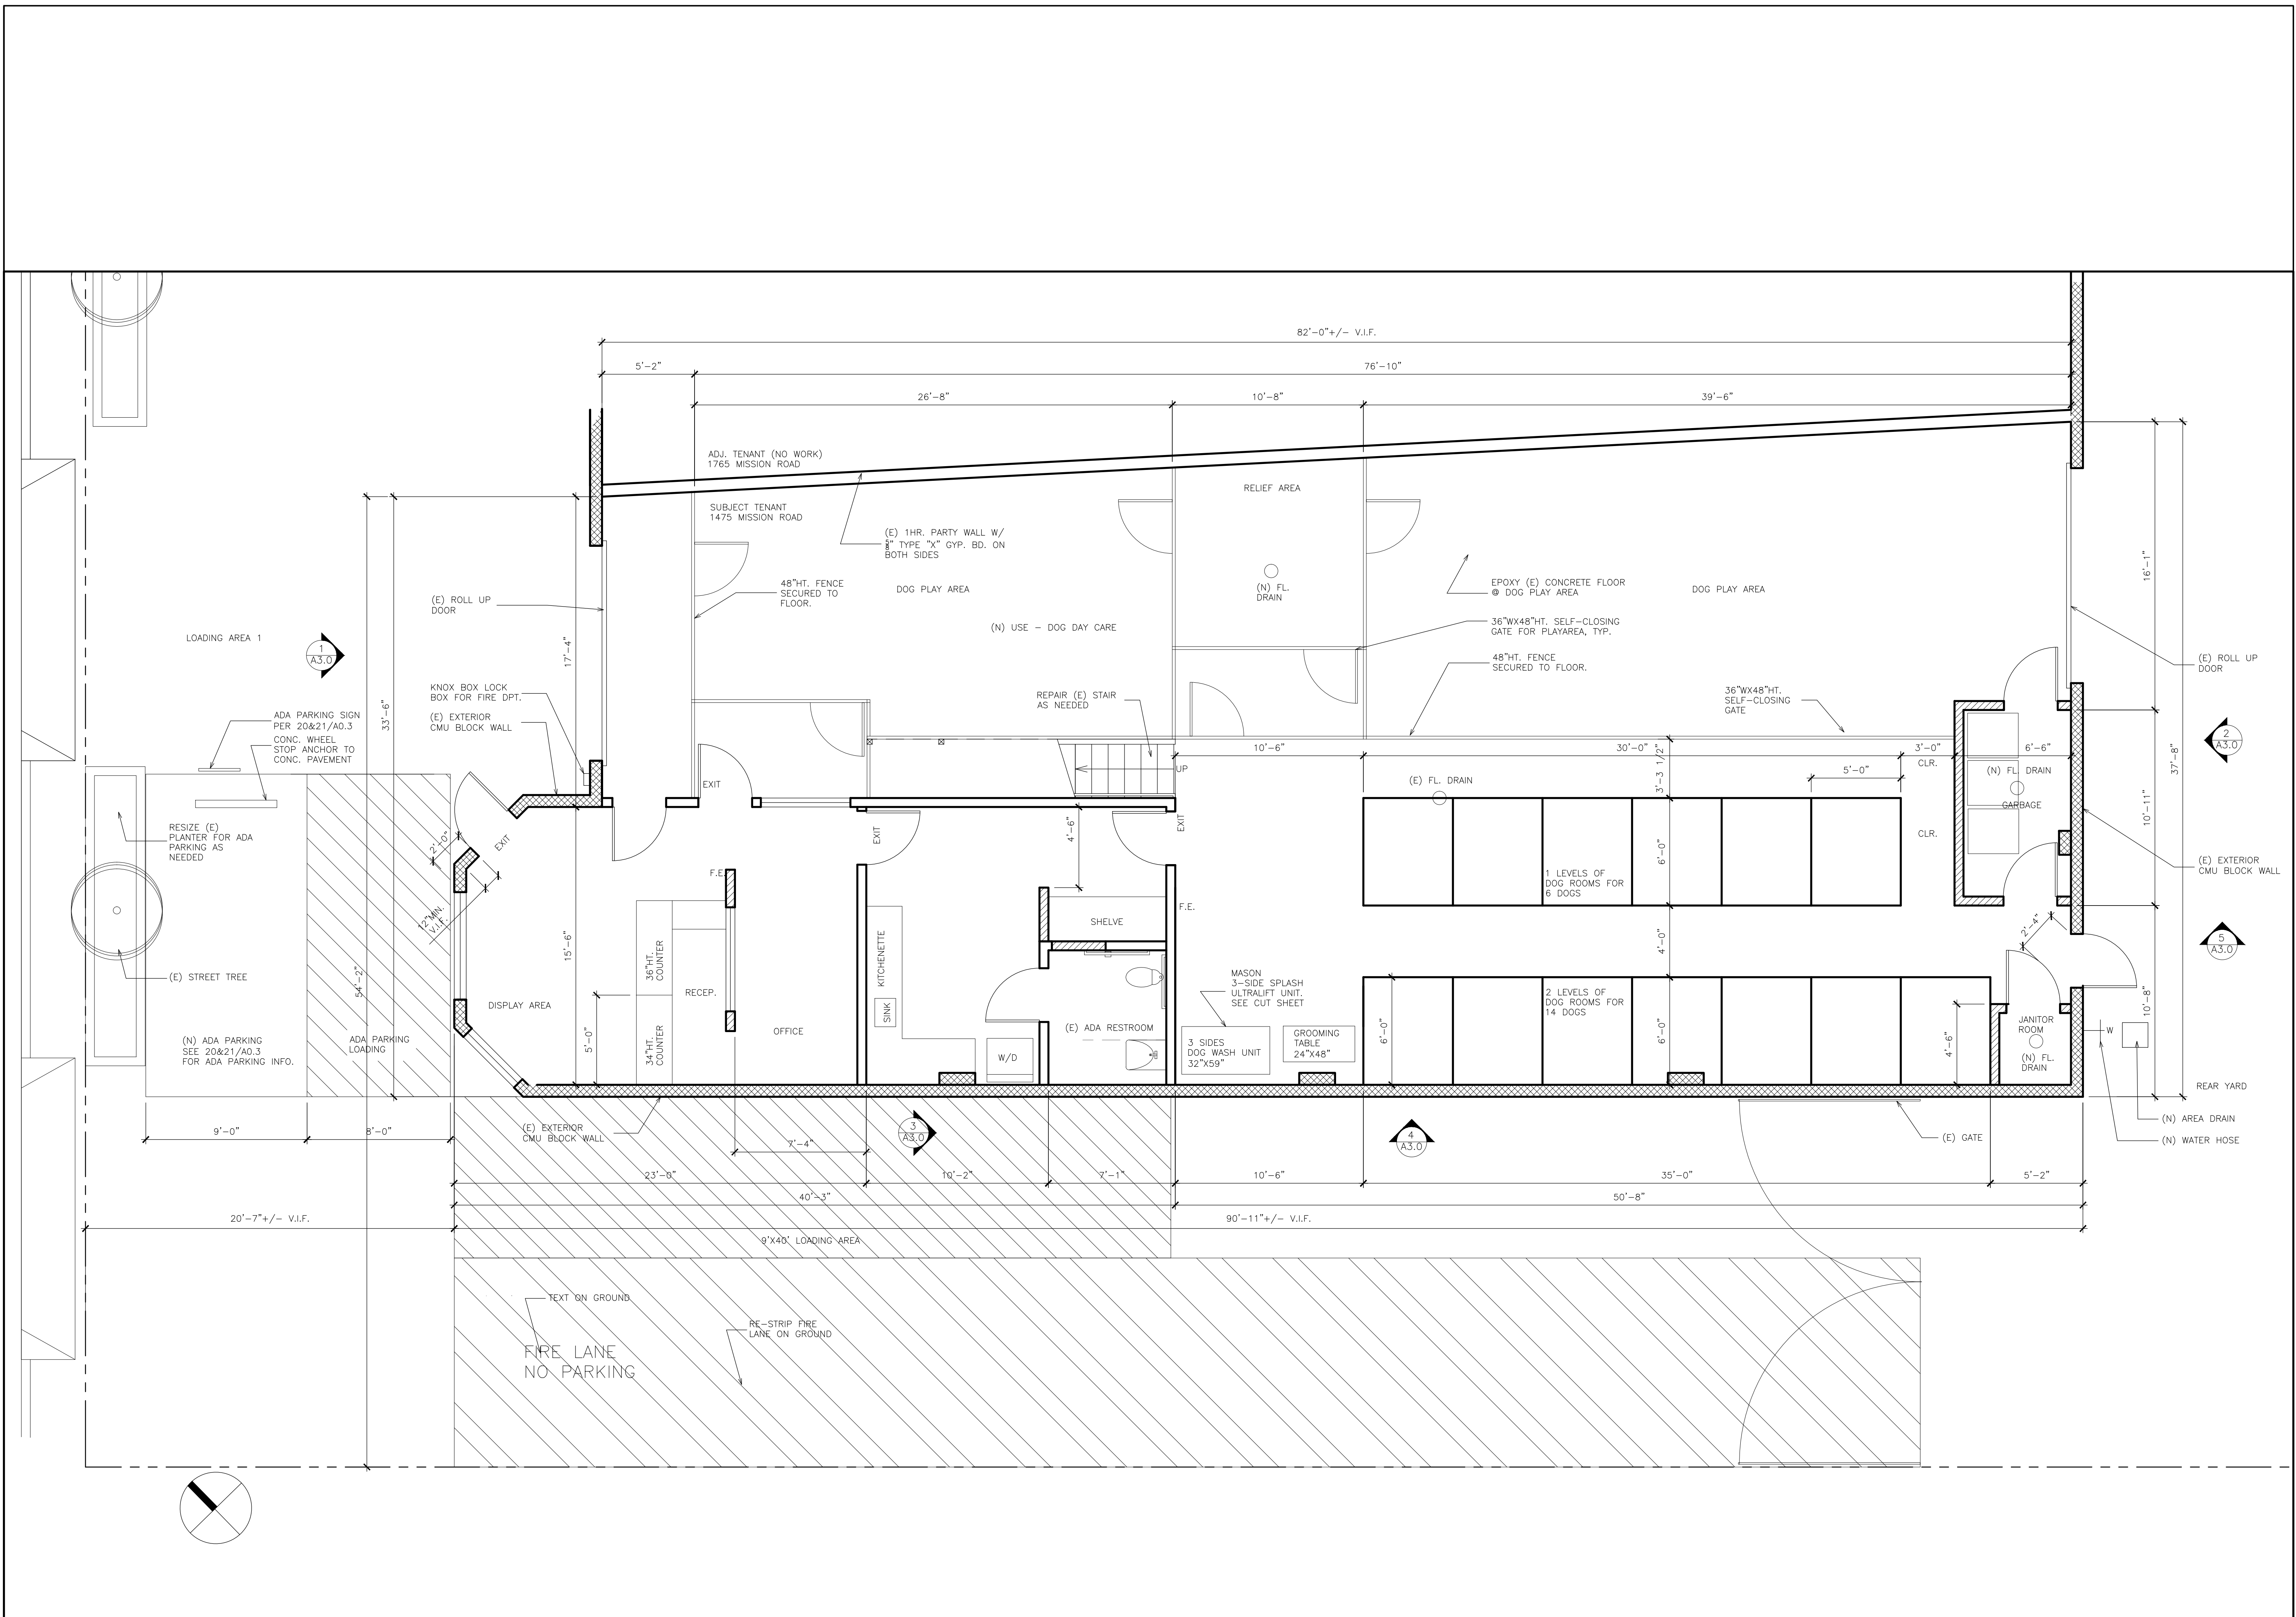 82'-0"+/- V.I.F.
5'-2"
76'-10"
26'-8"
10'-8"
39'-6"
ADJ. TENANT (NO WORK)
1765 MISSION ROAD
SUBJECT TENANT
1475 MISSION ROAD
RELIEF AREA
(E) 1HR. PARTY WALL W/
⅝" TYPE "X" GYP. BD. ON
BOTH SIDES
48"HT. FENCE
SECURED TO
FLOOR.
DOG PLAY AREA
(N) FL.
DRAIN
EPOXY (E) CONCRETE FLOOR
@ DOG PLAY AREA
DOG PLAY AREA
16'-1"
(E) ROLL UP
DOOR
(N) USE - DOG DAY CARE
36"WX48"HT. SELF-CLOSING
GATE FOR PLAYAREA, TYP.
LOADING AREA 1
1
A3.0
17'-4"
48"HT. FENCE
SECURED TO FLOOR.
(E) ROLL UP
DOOR
KNOX BOX LOCK
BOX FOR FIRE DPT.
REPAIR (E) STAIR
AS NEEDED
36"WX48"HT.
SELF-CLOSING
GATE
33'-6"
ADA PARKING SIGN
PER 20&21/A0.3
(E) EXTERIOR
CMU BLOCK WALL
CONC. WHEEL
STOP ANCHOR TO
CONC. PAVEMENT
2
A3.0
37'-8"
10'-6"
30'-0"
3'-0"
6'-6"
3'-3 1/2"
UP
CLR.
5'-0"
(N) FL. DRAIN
EXIT
(E) FL. DRAIN
GARBAGE
10'-11"
RESIZE (E)
PLANTER FOR ADA
PARKING AS
NEEDED
2'-0"
EXIT
EXIT
4'-6"
EXIT
CLR.
6'-0"
(E) EXTERIOR
CMU BLOCK WALL
F.E.
1 LEVELS OF
DOG ROOMS FOR
6 DOGS
12"MIN.
V.I.F.
F.E.
SHELVE
2'-4"
15'-6"
36"HT.
COUNTER
KITCHENETTE
4'-0"
5
A3.0
(E) STREET TREE
54'-2"
MASON
3-SIDE SPLASH
ULTRALIFT UNIT.
SEE CUT SHEET
DISPLAY AREA
RECEP.
SINK
2 LEVELS OF
DOG ROOMS FOR
14 DOGS
10'-8"
(N) ADA PARKING
SEE 20&21/A0.3
FOR ADA PARKING INFO.
ADA PARKING
LOADING
5'-0"
34"HT.
COUNTER
OFFICE
W/D
(E) ADA RESTROOM
3 SIDES
DOG WASH UNIT
32"X59"
GROOMING
TABLE
24"X48"
6'-0"
6'-0"
4'-6"
JANITOR
ROOM
(N) FL.
DRAIN
W
REAR YARD
9'-0"
8'-0"
(E) EXTERIOR
CMU BLOCK WALL
7'-4"
3
A3.0
4
A3.0
(E) GATE
(N) AREA DRAIN
(N) WATER HOSE
23'-0"
10'-2"
7'-1"
10'-6"
35'-0"
5'-2"
40'-3"
50'-8"
20'-7"+/- V.I.F.
90'-11"+/- V.I.F.
9'X40' LOADING AREA
TEXT ON GROUND
RE-STRIP FIRE
LANE ON GROUND
FIRE LANE
NO PARKING